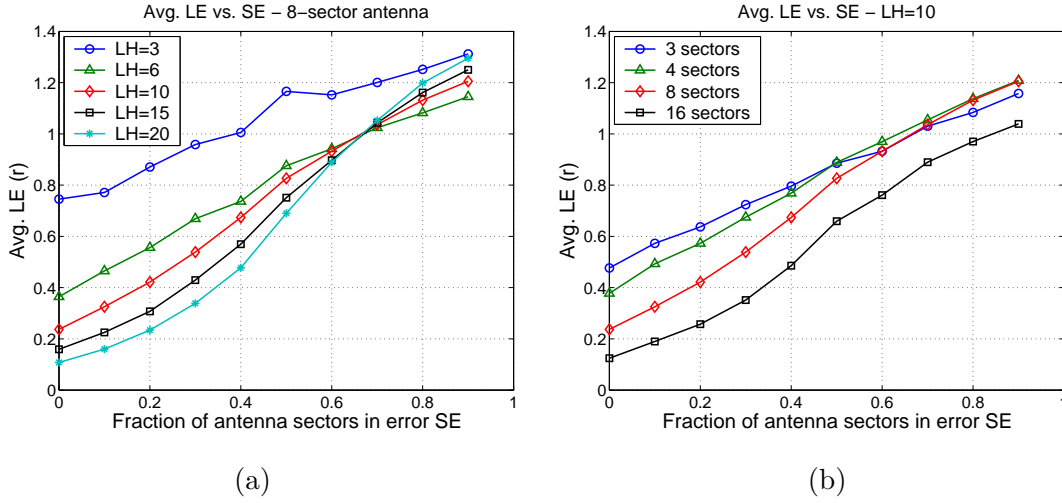 Avg. LE vs. SE − 8−sector antenna
1.4
1.2
1
0.8
0.6
0.4
0.2
0
Avg. LE (r)
LH=3
LH=6
LH=10
LH=15
LH=20
0 0.2 0.4 0.6 0.8 1
Fraction of antenna sectors in error SE
(a)
Avg. LE vs. SE − LH=10
1.4
1.2
1
0.8
0.6
0.4
0.2
0
Avg. LE (r)
3 sectors
4 sectors
8 sectors
16 sectors
0 0.2 0.4 0.6 0.8 1
Fraction of antenna sectors in error SE
(b)